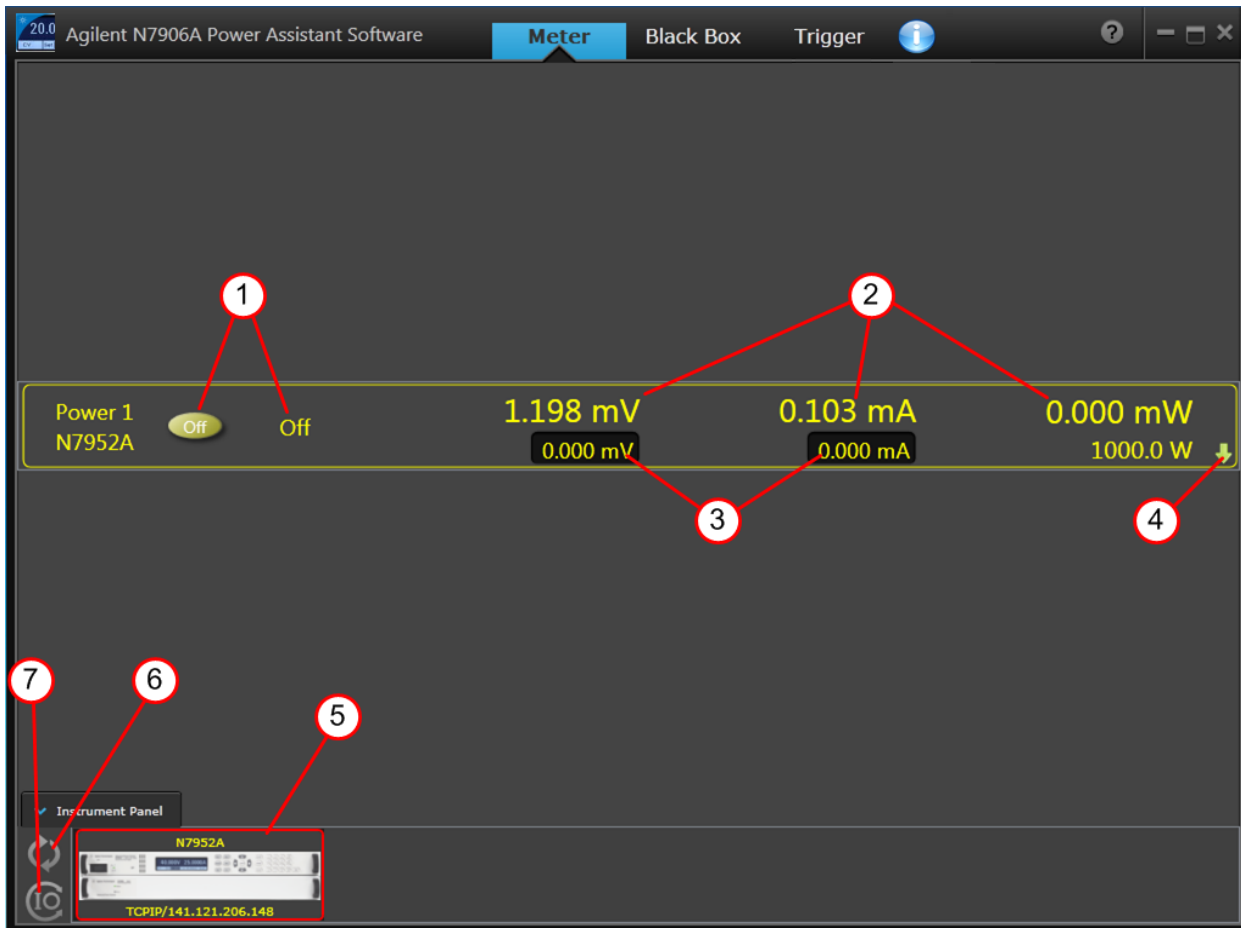 20.0
Agilent N7906A Power Assistant Software
Meter
Black Box
Trigger
i
?
1
2
Power 1
N7952A
Off
Off
1.198 mV
0.103 mA
0.000 mW
0.000 mV
0.000 mA
1000.0 W
3
4
7
6
5
Instrument Panel
N7952A
IO
TCPIP/141.121.206.148